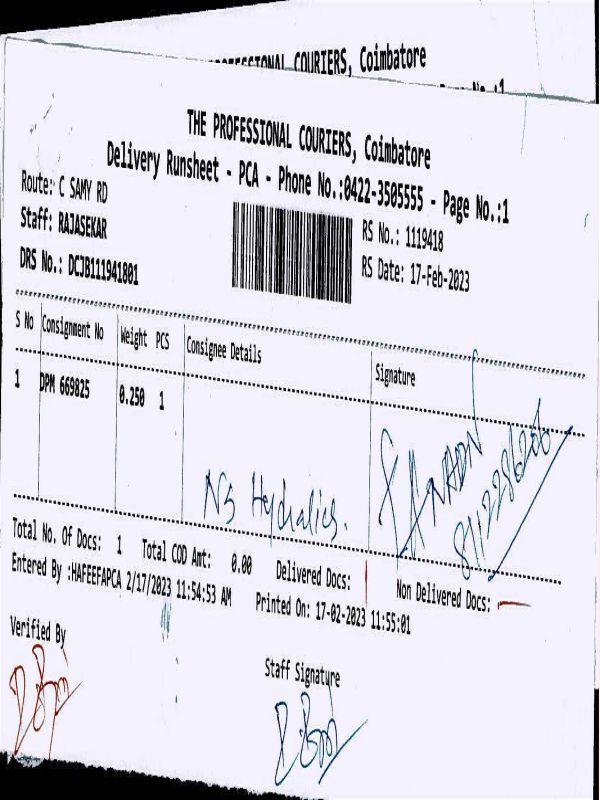 PROFESSIONAL COURIERS, Coimbatore
THE PROFESSIONAL COURIERS, Coimbatore
Delivery Runsheet - PCA - Phone No.:0422-3505555 - Page No.:1
Route: C SAMY RD
Staff: RAJASEKAR
DRS No.: DCJB111941801
RS No.: 1119418
RS Date: 17-Feb-2023
S No Consignment No Weight PCS Consignee Details Signature
1 DPM 669825 0.250 1
NS Hydralics.
8112286206
Total No. Of Docs: 1 Total COD Amt: 0.00 Delivered Docs: 1 Non Delivered Docs: -
Entered By :HAFEEFAPCA 2/17/2023 11:54:53 AM Printed On: 17-02-2023 11:55:01
Verified By
Staff Signature